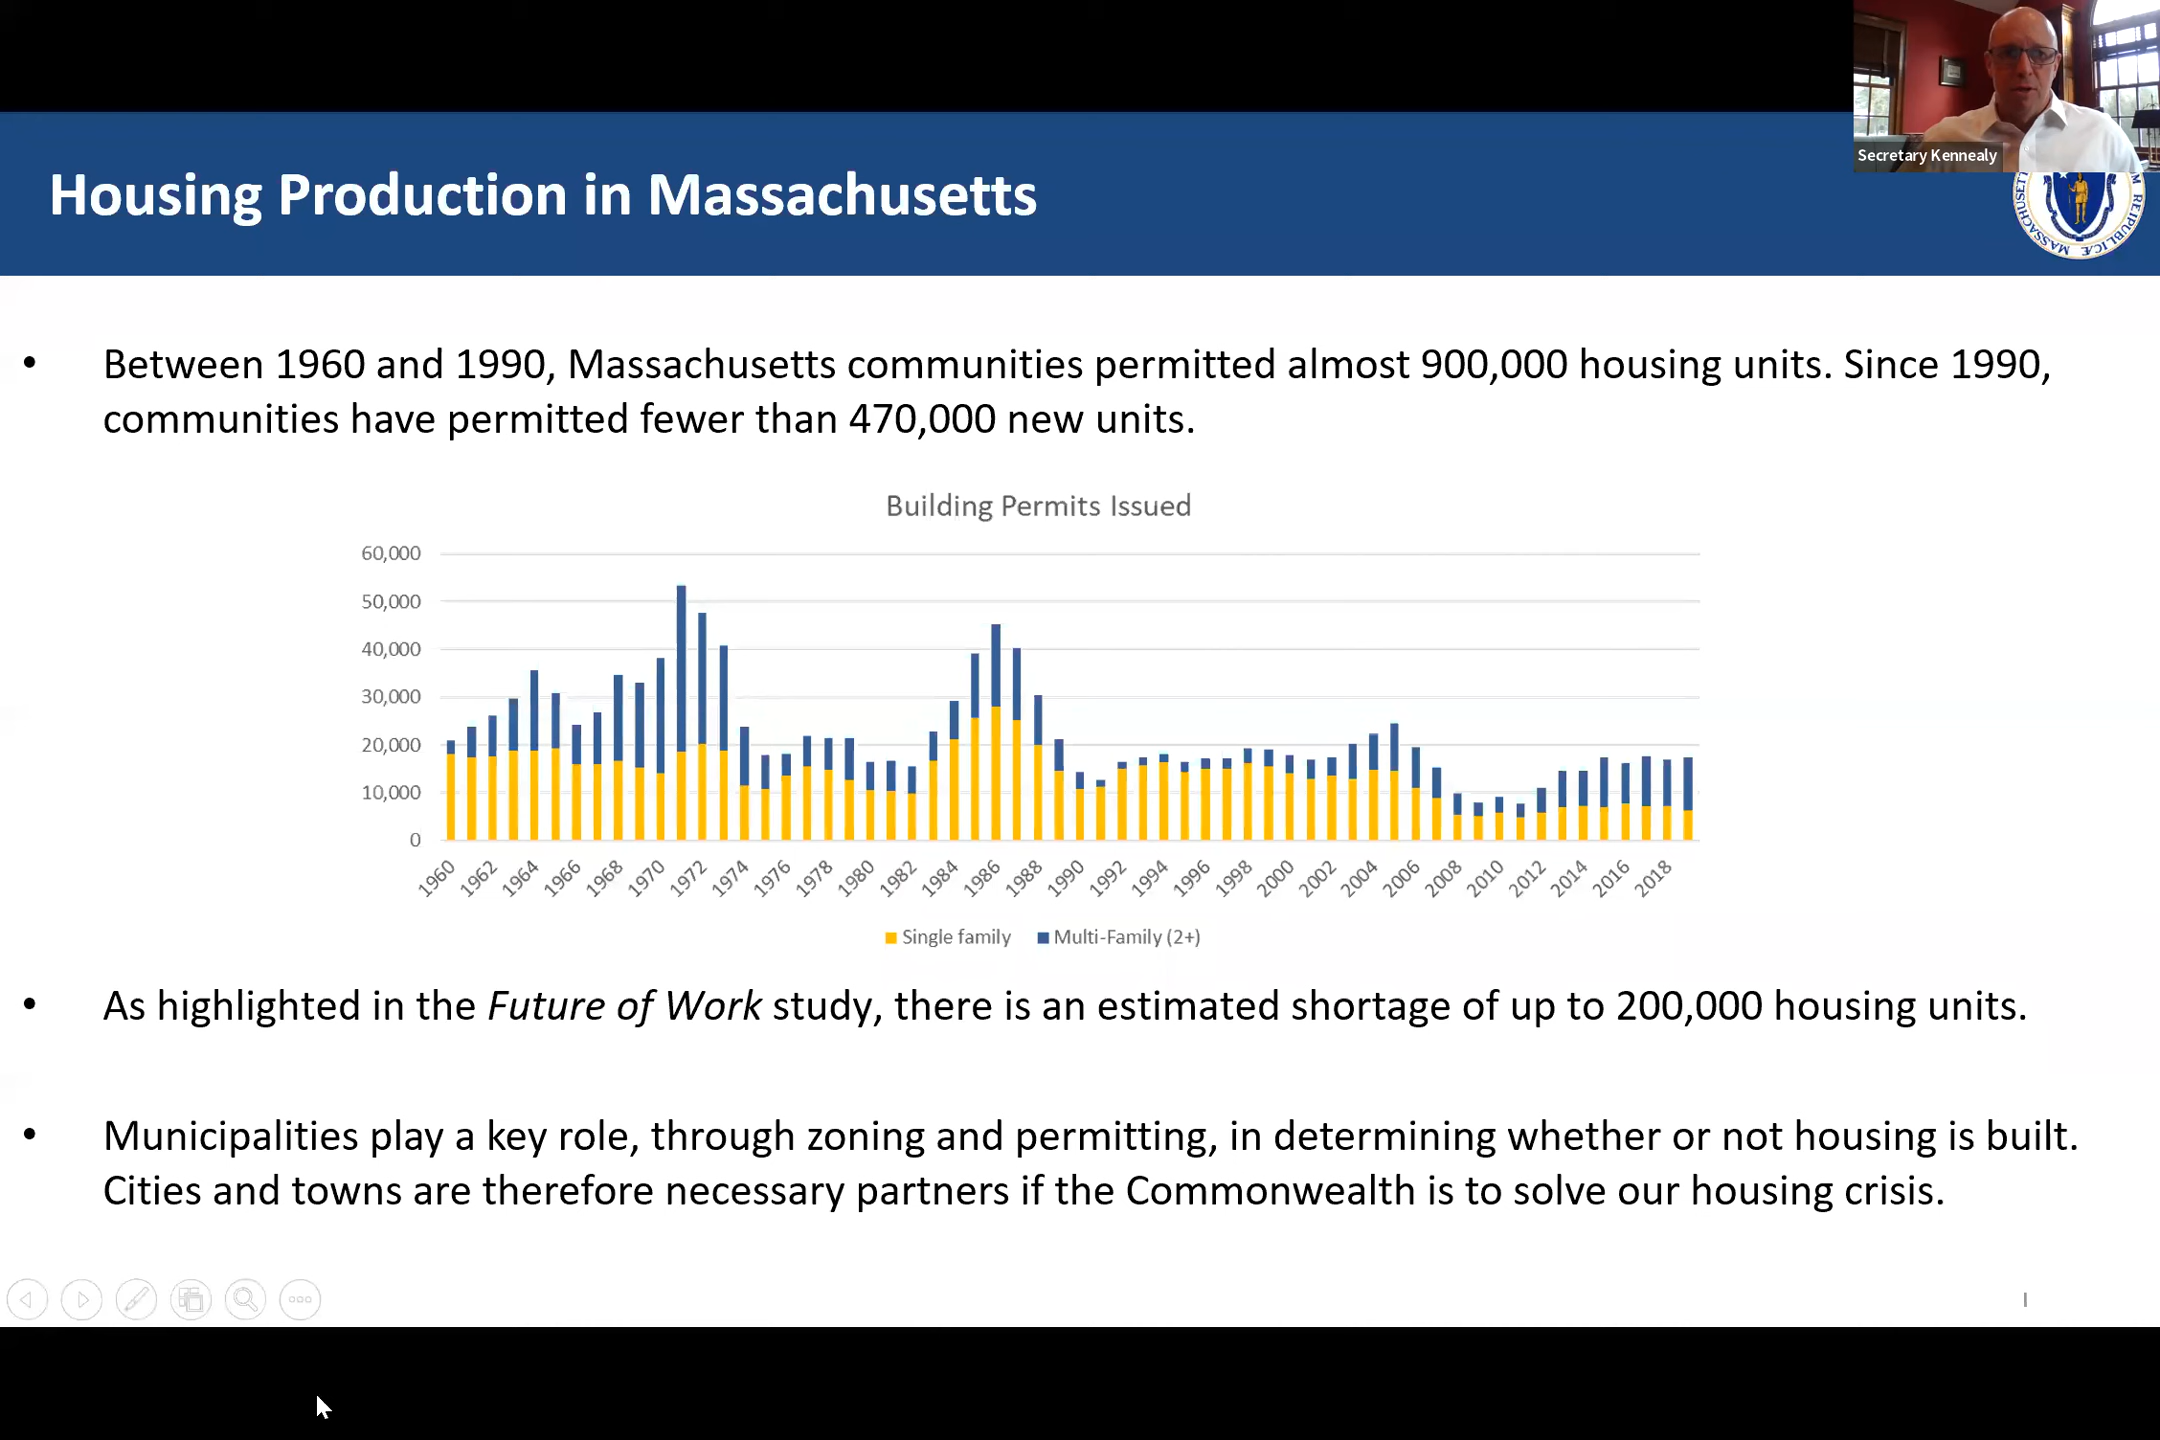 Secretary Kennealy
Housing Production in Massachusetts
MASSACHUSETT
M REIPUBLICÆ
• Between 1960 and 1990, Massachusetts communities permitted almost 900,000 housing units. Since 1990,
communities have permitted fewer than 470,000 new units.
Building Permits Issued
60,000
50,000
40,000
30,000
20,000
10,000
0
1960 1962 1964 1966 1968 1970 1972 1974 1976 1978 1980 1982 1984 1986 1988 1990 1992 1994 1996 1998 2000 2002 2004 2006 2008 2010 2012 2014 2016 2018
Single family Multi-Family (2+)
• As highlighted in the Future of Work study, there is an estimated shortage of up to 200,000 housing units.
• Municipalities play a key role, through zoning and permitting, in determining whether or not housing is built.
Cities and towns are therefore necessary partners if the Commonwealth is to solve our housing crisis.